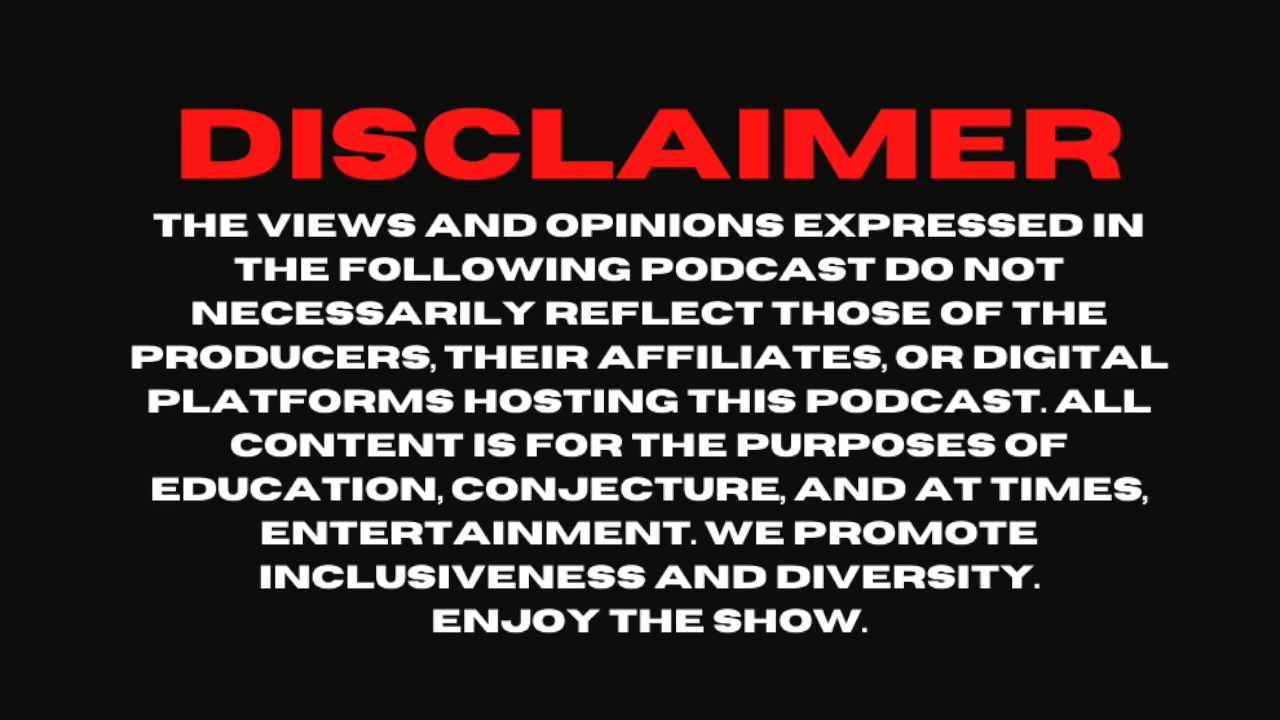 DISCLAIMER
THE VIEWS AND OPINIONS EXPRESSED IN
THE FOLLOWING PODCAST DO NOT
NECESSARILY REFLECT THOSE OF THE
PRODUCERS, THEIR AFFILIATES, OR DIGITAL
PLATFORMS HOSTING THIS PODCAST. ALL
CONTENT IS FOR THE PURPOSES OF
EDUCATION, CONJECTURE, AND AT TIMES,
ENTERTAINMENT. WE PROMOTE
INCLUSIVENESS AND DIVERSITY.
ENJOY THE SHOW.